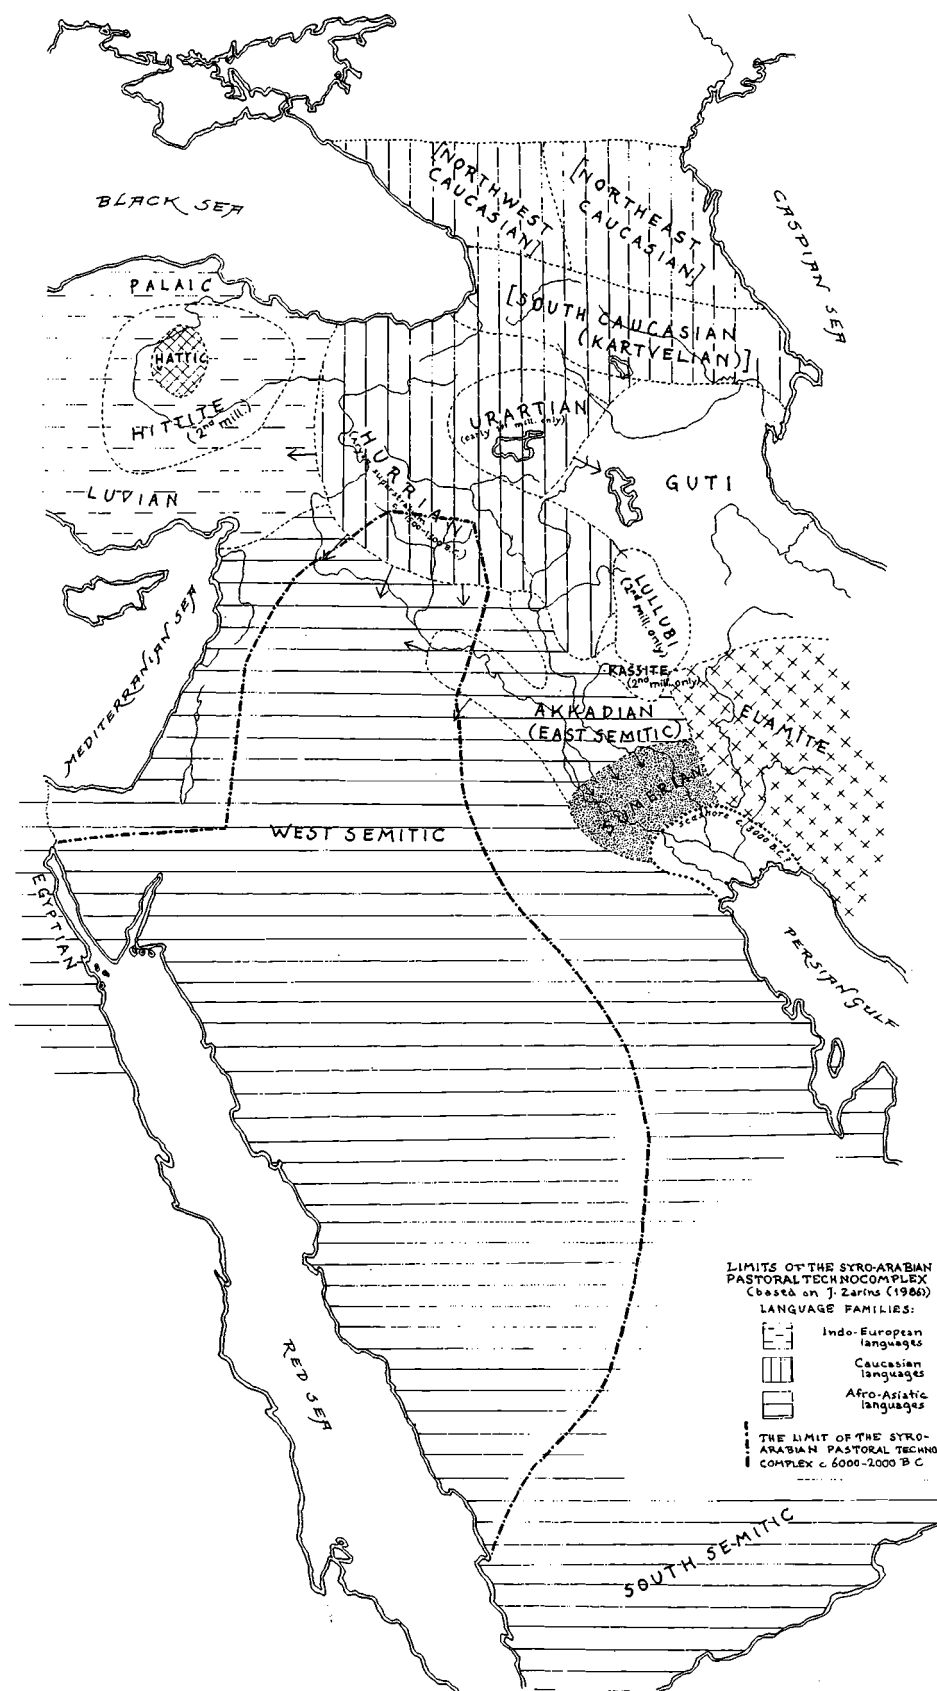 BLACK SEA
[NORTHWEST
CAUCASIAN]
[NORTHEAST
CAUCASIAN]
CASPIAN SEA
PALAIC
[SOUTH CAUCASIAN
(KARTVELIAN)]
HATTIC
HITTITE
(2nd mill.)
URARTIAN
(early 1st mill. only)
HURRIAN
GUTI
LUVIAN
LULLUBI
(2nd mill. only)
MEDITERRANIAN SEA
KASSITE
(2nd mill. only)
AKKADIAN
(EAST SEMITIC)
ELAMITE
SUMERIAN
seashore
3000 B.C.?
WEST SEMITIC
EGYPTIAN
PERSIAN GULF
RED SEA
LIMITS OF THE SYRO-ARABIAN
PASTORAL TECHNOCOMPLEX
(based on J. Zarins (1986))
LANGUAGE FAMILIES:
Indo-European
languages
Caucasian
languages
Afro-Asiatic
languages
THE LIMIT OF THE SYRO-
ARABIAN PASTORAL TECHNO
COMPLEX c 6000-2000 B C
SOUTH SEMITIC